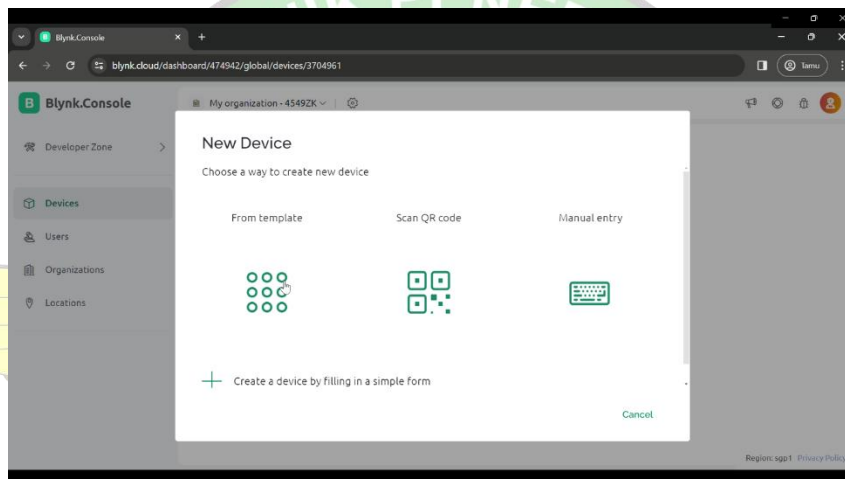 Blynk.Console
blynk.cloud/dashboard/474942/global/devices/3704961
Tamu
B Blynk.Console
My organization - 4549ZK
Developer Zone
Devices
Users
Organizations
Locations
New Device
Choose a way to create new device
From template
Scan QR code
Manual entry
Create a device by filling in a simple form
Cancel
Region: sgp1 Privacy Policy